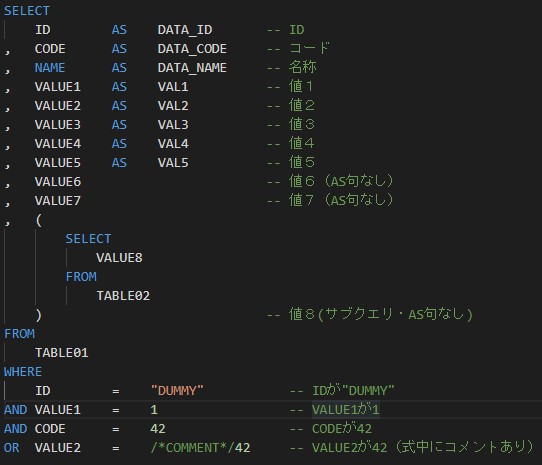 SELECT
    ID        AS    DATA_ID       -- ID
,   CODE      AS    DATA_CODE     -- コード
,   NAME      AS    DATA_NAME     -- 名称
,   VALUE1    AS    VAL1          -- 値１
,   VALUE2    AS    VAL2          -- 値２
,   VALUE3    AS    VAL3          -- 値３
,   VALUE4    AS    VAL4          -- 値４
,   VALUE5    AS    VAL5          -- 値５
,   VALUE6                        -- 値６（AS句なし）
,   VALUE7                        -- 値７（AS句なし）
,   (
        SELECT
            VALUE8
        FROM
            TABLE02
    )                             -- 値８(サブクエリ・AS句なし)
FROM
    TABLE01
WHERE
    ID        =    "DUMMY"           -- IDが"DUMMY"
AND VALUE1    =    1                 -- VALUE1が1
AND CODE      =    42                -- CODEが42
OR  VALUE2    =    /*COMMENT*/42     -- VALUE2が42（式中にコメントあり）